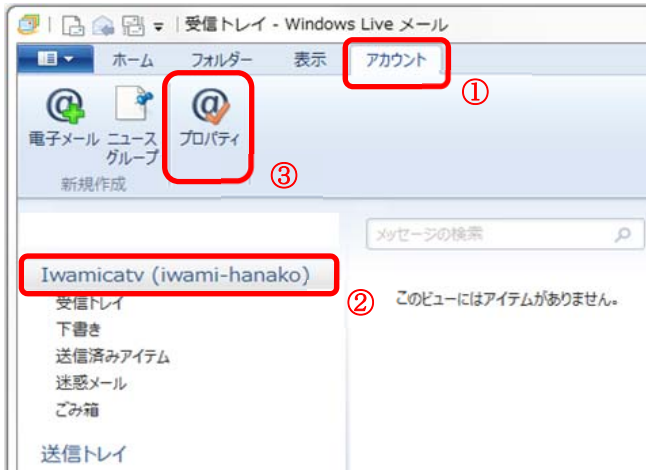 受信トレイ - Windows Live メール
ホーム フォルダー 表示 アカウント
①
電子メール ニュース グループ プロパティ
新規作成
③
メッセージの検索
Iwamicatv (iwami-hanako)
②
このビューにはアイテムがありません。
受信トレイ
下書き
送信済みアイテム
迷惑メール
ごみ箱
送信トレイ